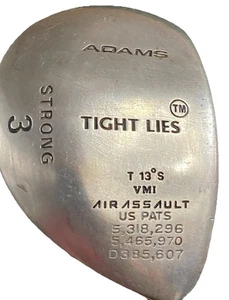 ADAMS
TIGHT LIES ™
STRONG
3
T 13°S
VMI
AIR ASSAULT
US PATS
5,318,296
5,465,970
D385,607